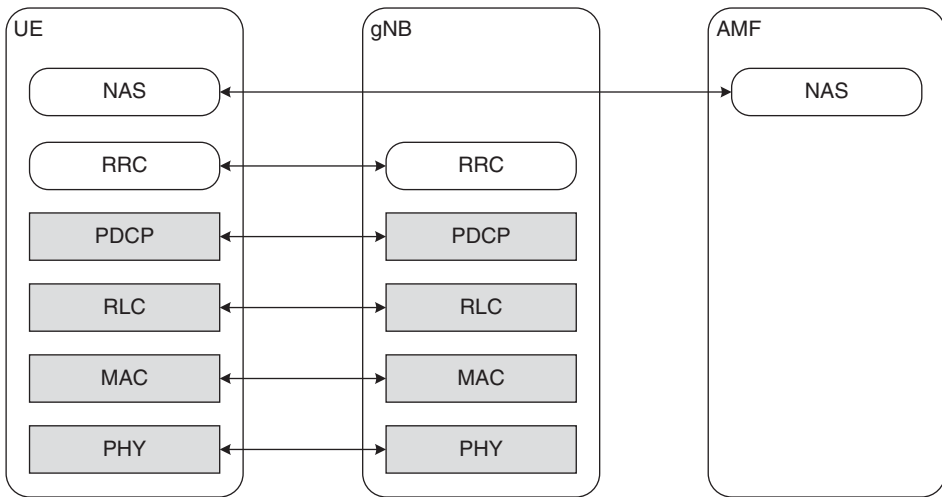 UE
gNB
AMF
NAS
NAS
RRC
RRC
PDCP
PDCP
RLC
RLC
MAC
MAC
PHY
PHY